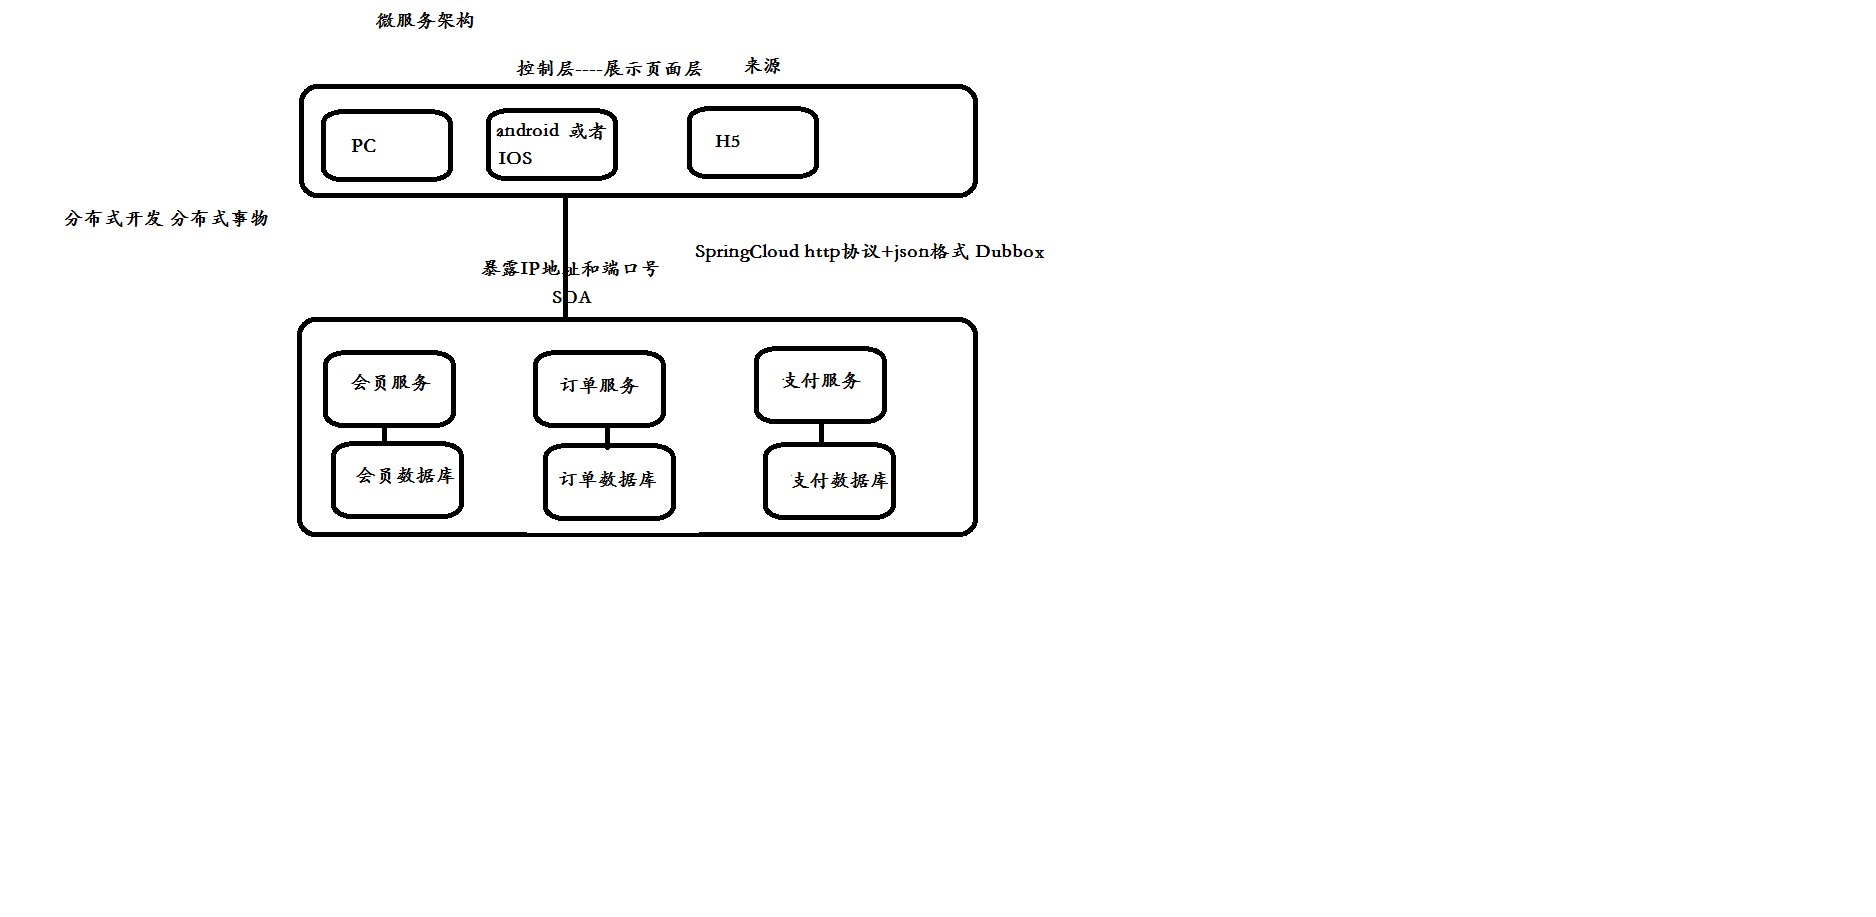 微服务架构
控制层----展示页面层 来源
PC
android 或者
IOS
H5
分布式开发 分布式事物
SpringCloud http协议+json格式 Dubbox
暴露IP地址和端口号
SOA
会员服务
订单服务
支付服务
会员数据库
订单数据库
支付数据库